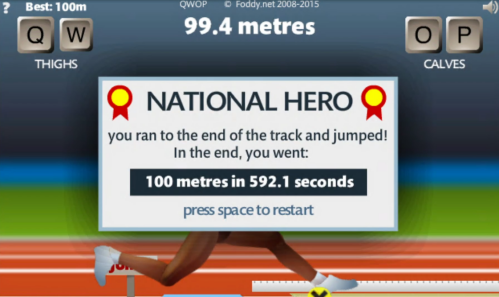 ? Best: 100m
QWOP © Foddy.net 2008-2015
99.4 metres
Q W
O P
THIGHS
CALVES
NATIONAL HERO
you ran to the end of the track and jumped!
In the end, you went:
100 metres in 592.1 seconds
press space to restart